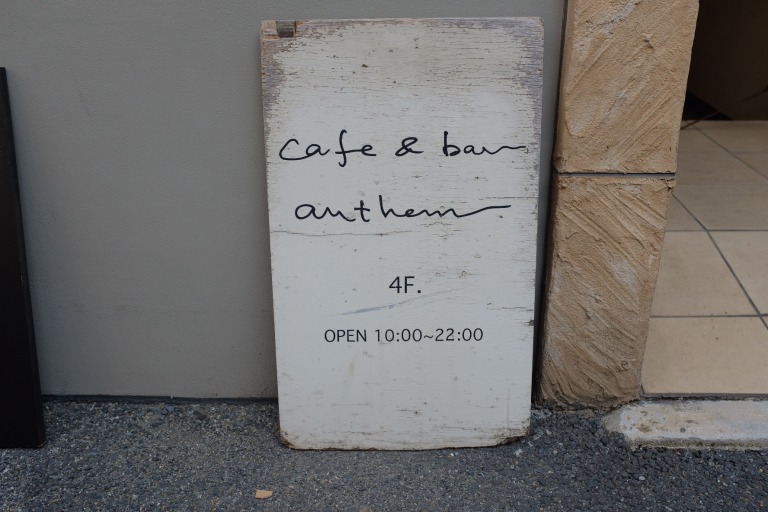 cafe & bar
anthem
4F.
OPEN 10:00~22:00